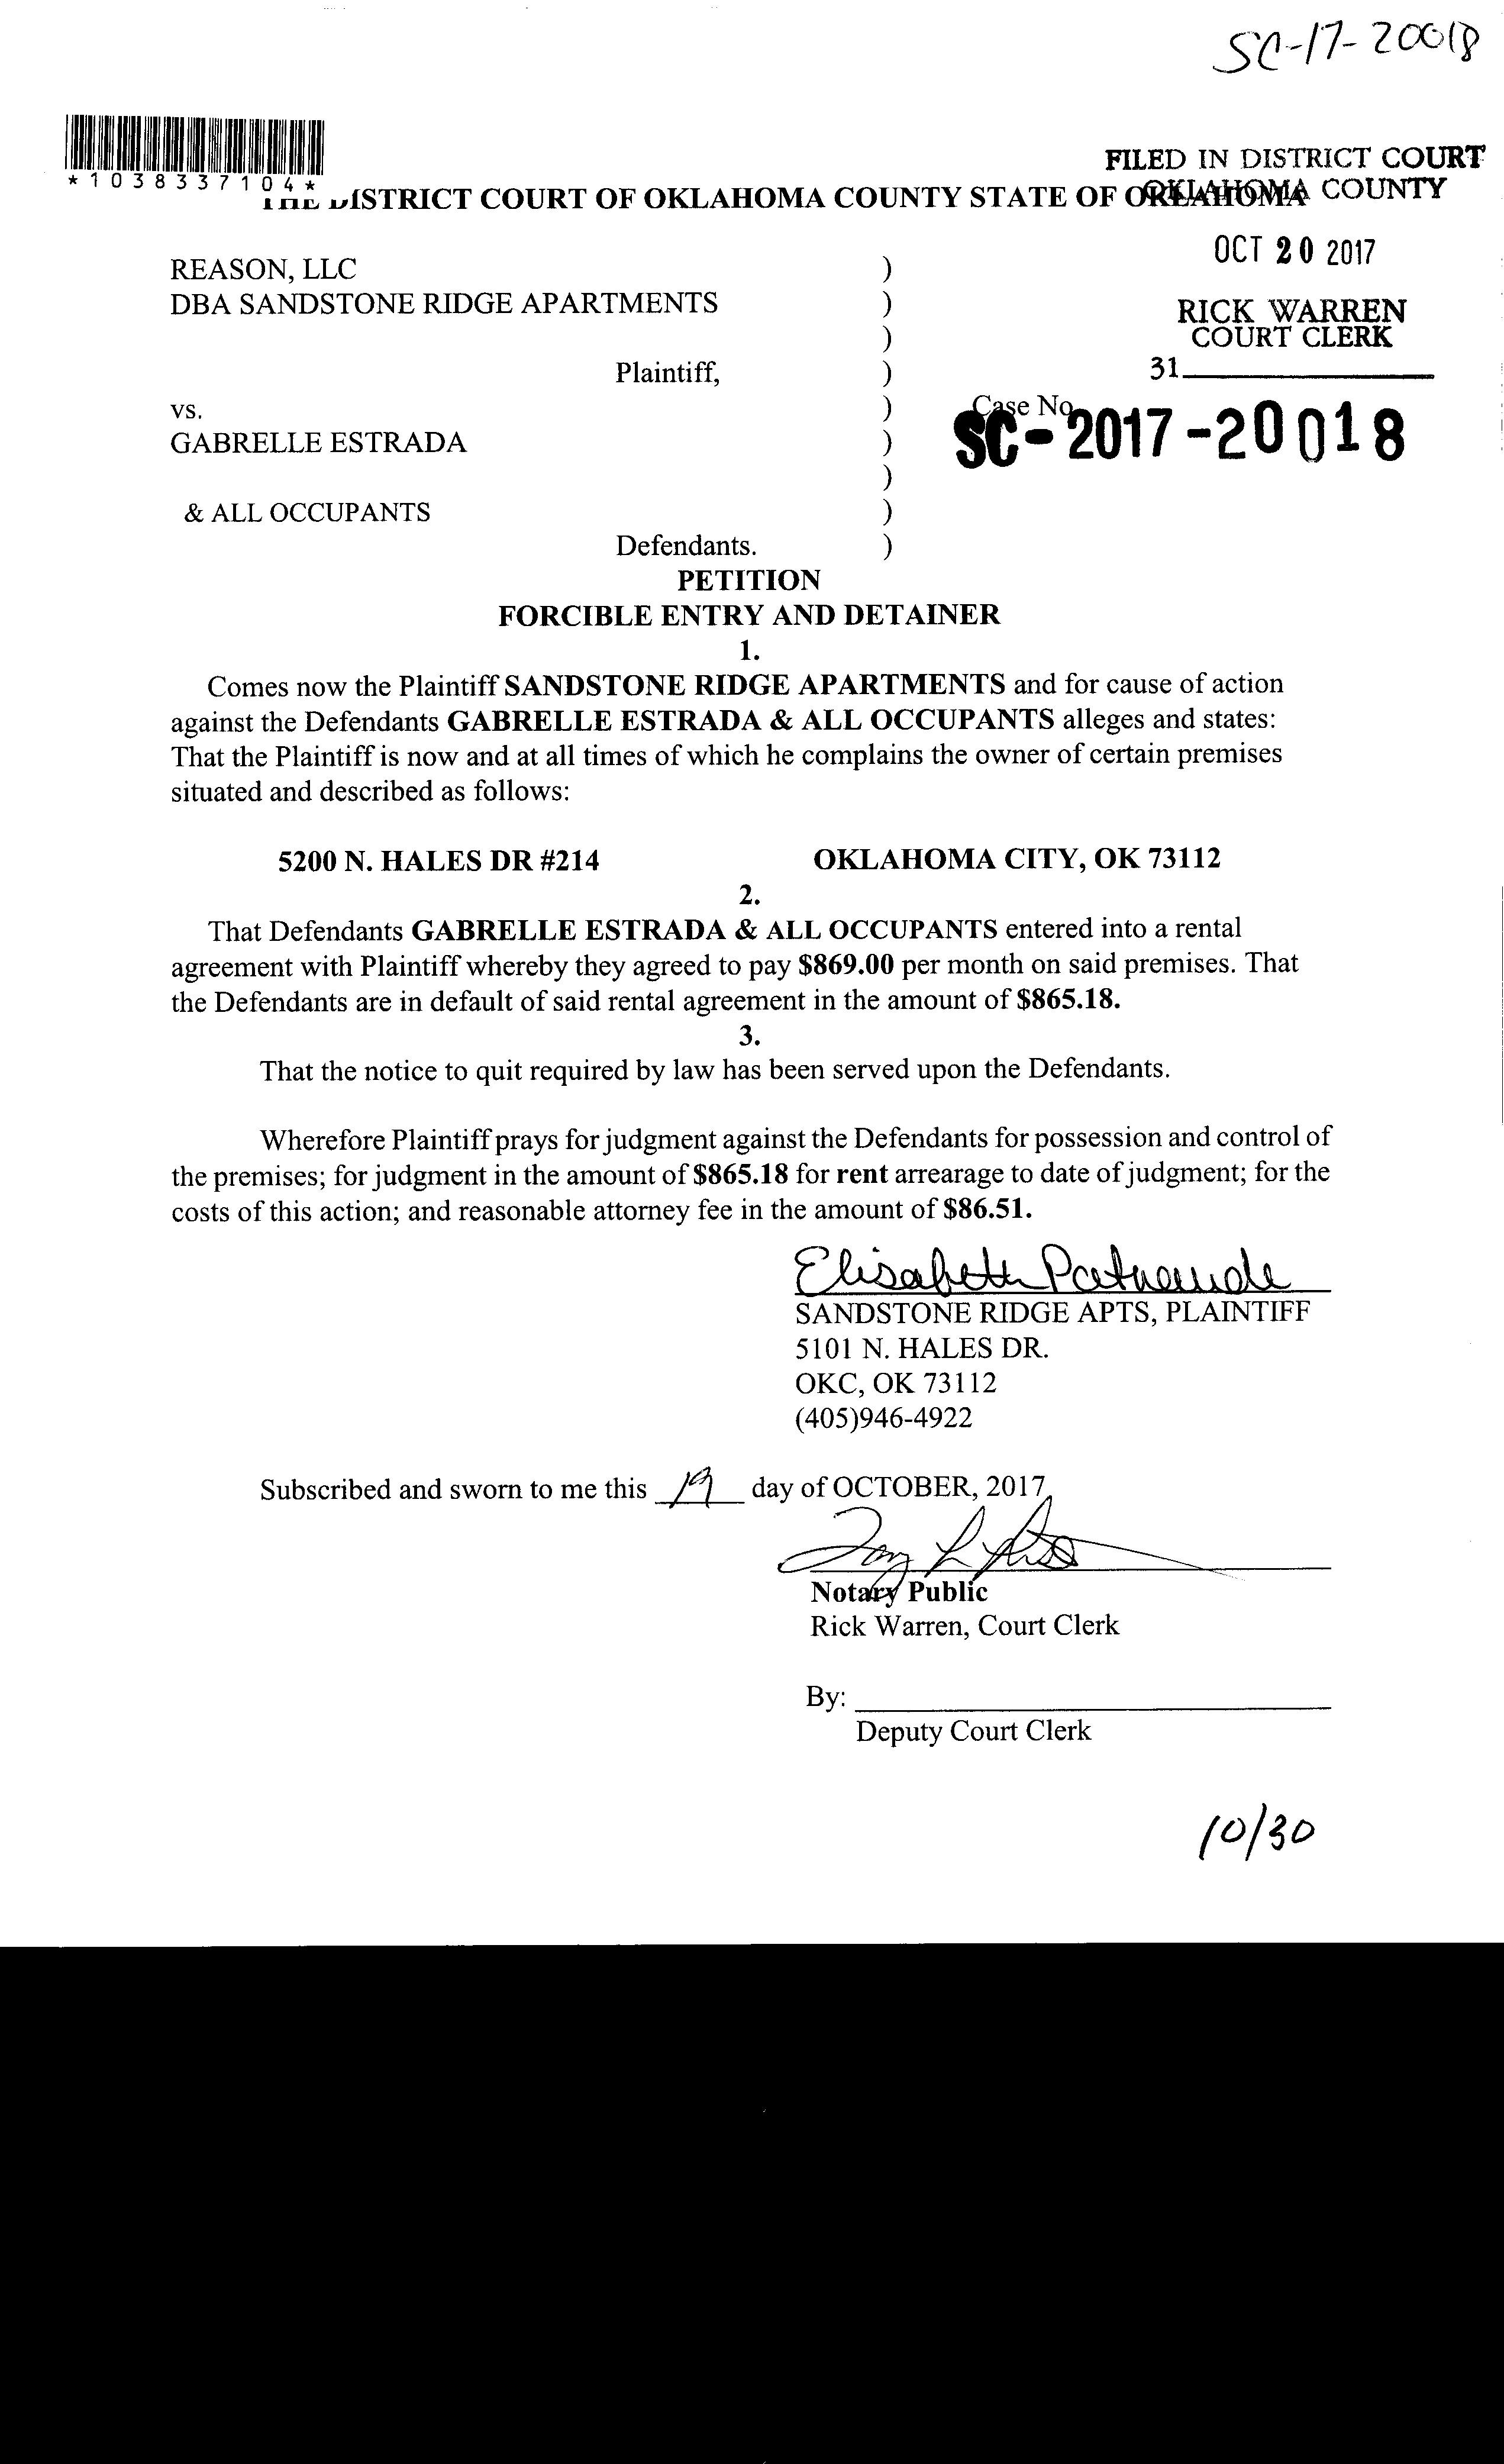 SC-17-20018
*1038337104*
FILED IN DISTRICT COURT
OKLAHOMA COUNTY
THE DISTRICT COURT OF OKLAHOMA COUNTY STATE OF OKLAHOMA
OCT 20 2017
REASON, LLC )
DBA SANDSTONE RIDGE APARTMENTS )
RICK WARREN
COURT CLERK
)
Plaintiff, )
31
vs. )
Case No.
SC-2017-20018
GABRELLE ESTRADA )
)
& ALL OCCUPANTS )
Defendants. )
PETITION
FORCIBLE ENTRY AND DETAINER
1.
Comes now the Plaintiff SANDSTONE RIDGE APARTMENTS and for cause of action
against the Defendants GABRELLE ESTRADA & ALL OCCUPANTS alleges and states:
That the Plaintiff is now and at all times of which he complains the owner of certain premises
situated and described as follows:
5200 N. HALES DR #214 OKLAHOMA CITY, OK 73112
2.
That Defendants GABRELLE ESTRADA & ALL OCCUPANTS entered into a rental
agreement with Plaintiff whereby they agreed to pay $869.00 per month on said premises. That
the Defendants are in default of said rental agreement in the amount of $865.18.
3.
That the notice to quit required by law has been served upon the Defendants.
Wherefore Plaintiff prays for judgment against the Defendants for possession and control of
the premises; for judgment in the amount of $865.18 for rent arrearage to date of judgment; for the
costs of this action; and reasonable attorney fee in the amount of $86.51.
Elisabeth Patnaude
SANDSTONE RIDGE APTS, PLAINTIFF
5101 N. HALES DR.
OKC, OK 73112
(405)946-4922
Subscribed and sworn to me this 19 day of OCTOBER, 2017
Notary Public
Rick Warren, Court Clerk
By:
Deputy Court Clerk
10/30